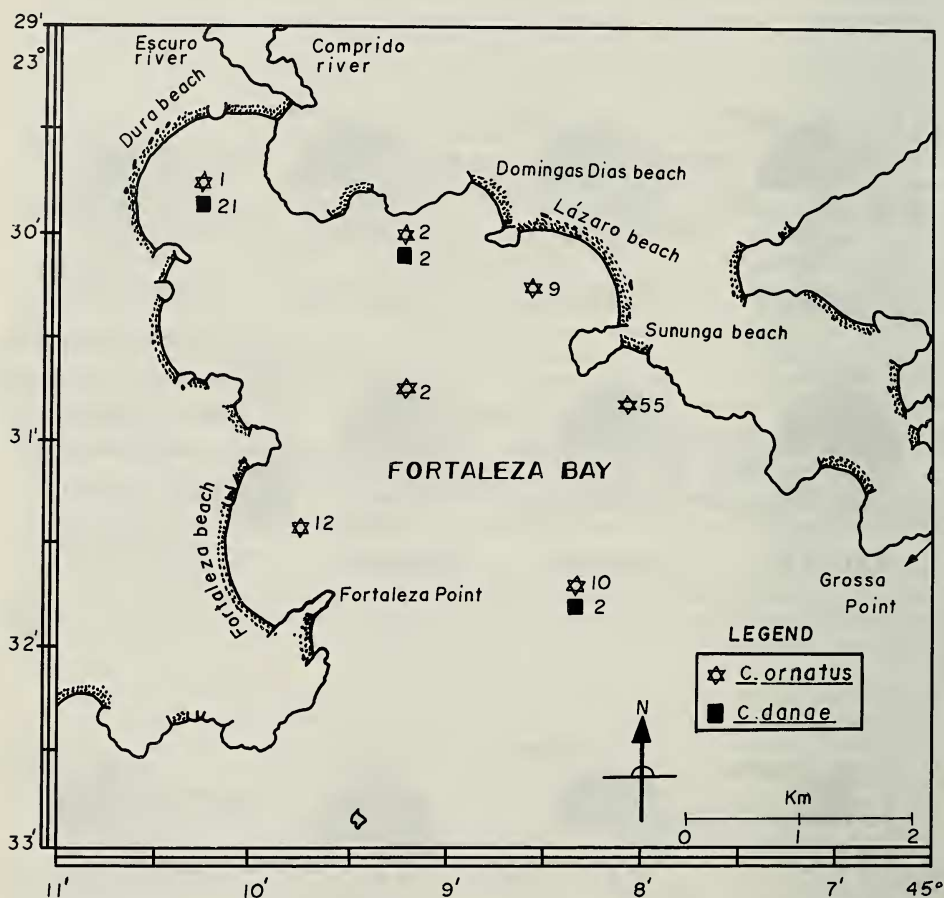 29'
23°
Escuro
river
Comprido
river
Dura beach
Domingas Dias beach
1
21
Lázaro beach
30'
2
2
9
Sununga beach
2
55
31'
FORTALEZA BAY
12
Fortaleza beach
Fortaleza Point
10
2
Grossa
Point
32'
LEGEND
C. ornatus
C. danae
N
Km
0 1 2
33'
11' 10' 9' 8' 7' 45°